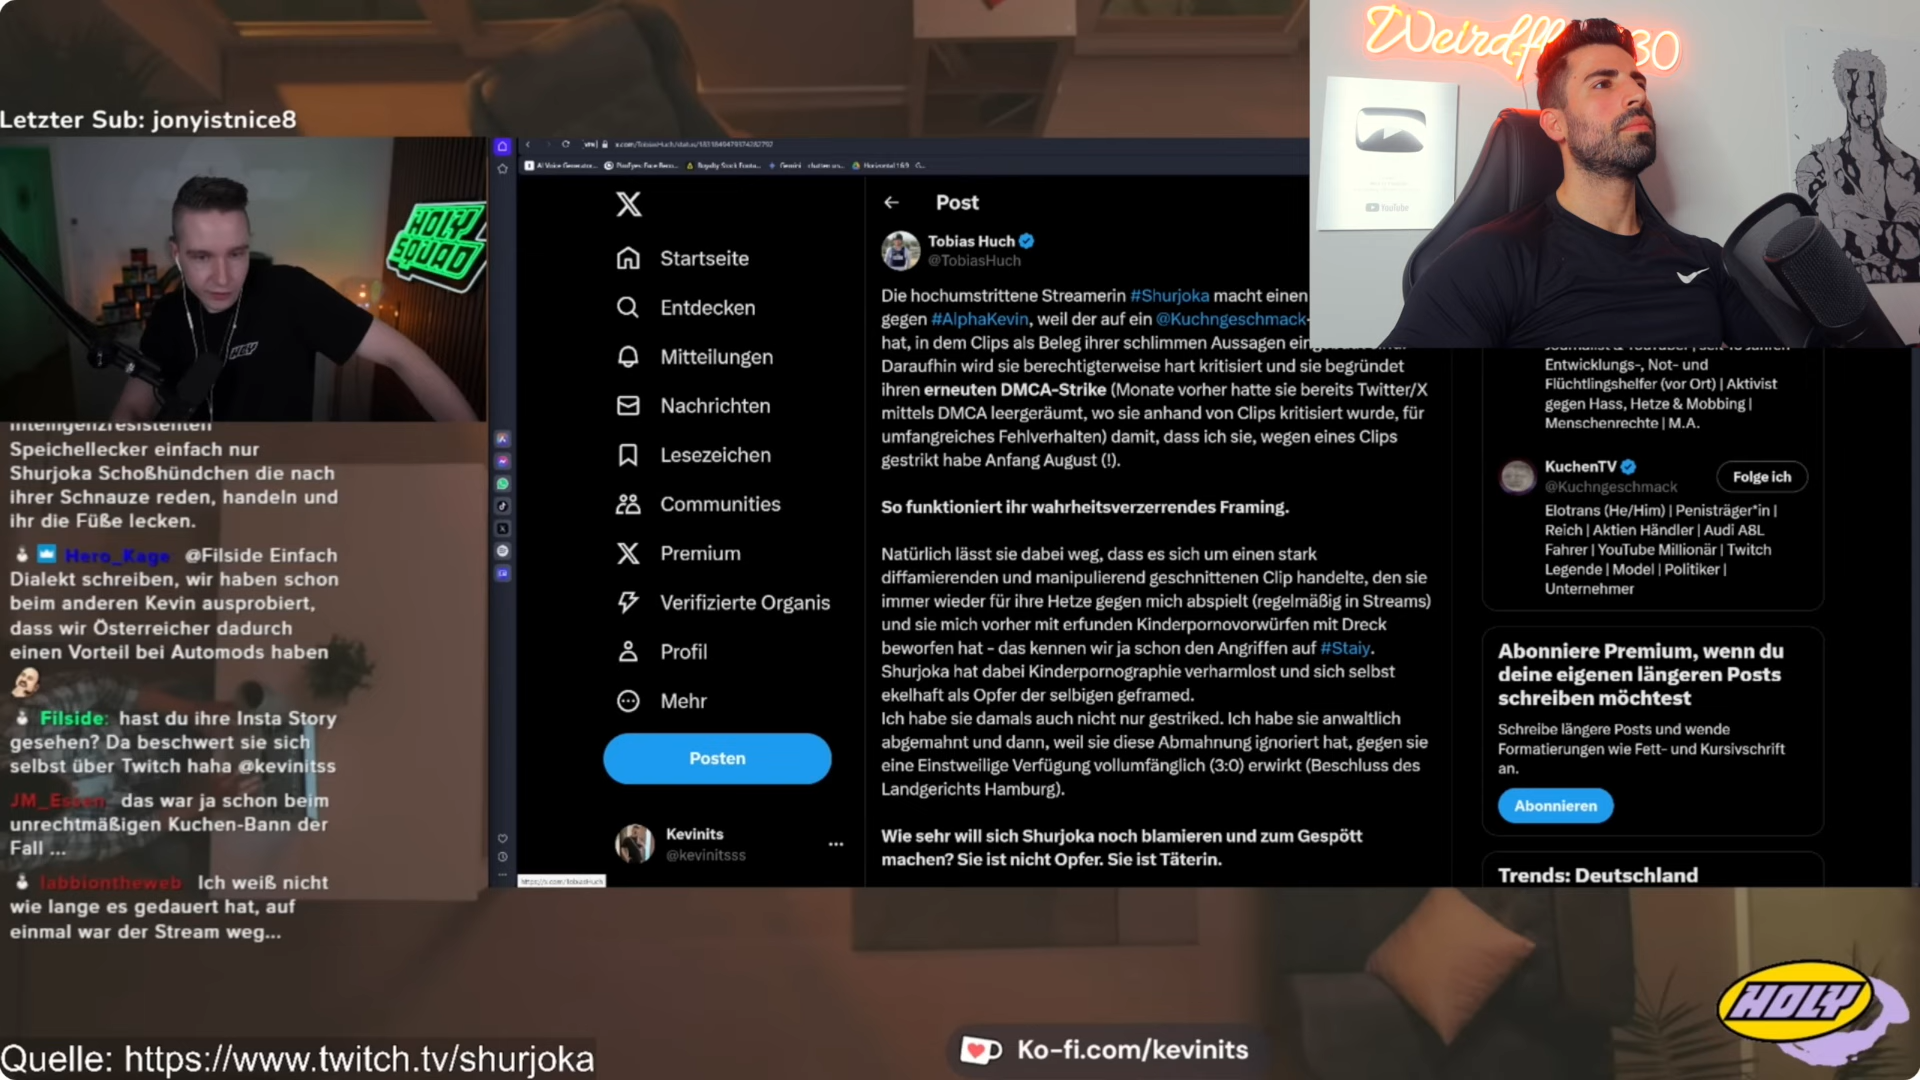 Letzter Sub: jonyistnice8
HOLY
SQUAD
Speichellecker einfach nur
Shurjoka Schoßhündchen die nach
ihrer Schnauze reden, handeln und
ihr die Füße lecken.
Hero_Kage @Filside Einfach
Dialekt schreiben, wir haben schon
beim anderen Kevin ausprobiert,
dass wir Österreicher dadurch
einen Vorteil bei Automods haben
Filside: hast du ihre Insta Story
gesehen? Da beschwert sie sich
selbst über Twitch haha @kevinitss
JM_Essen das war ja schon beim
unrechtmäßigen Kuchen-Bann der
Fall ...
labbiontheweb Ich weiß nicht
wie lange es gedauert hat, auf
einmal war der Stream weg...
Quelle: https://www.twitch.tv/shurjoka
Startseite
Entdecken
Mitteilungen
Nachrichten
Lesezeichen
Communities
Premium
Verifizierte Organis
Profil
Mehr
Posten
Kevinits
@kevinitsss
Post
Tobias Huch
@TobiasHuch
Die hochumstrittene Streamerin #Shurjoka macht einen
gegen #AlphaKevin, weil der auf ein @Kuchngeschmack-
hat, in dem Clips als Beleg ihrer schlimmen Aussagen
Daraufhin wird sie berechtigterweise hart kritisiert und sie begründet
ihren erneuten DMCA-Strike (Monate vorher hatte sie bereits Twitter/X
mittels DMCA leergeräumt, wo sie anhand von Clips kritisiert wurde, für
umfangreiches Fehlverhalten) damit, dass ich sie, wegen eines Clips
gestrikt habe Anfang August (!).
So funktioniert ihr wahrheitsverzerrendes Framing.
Natürlich lässt sie dabei weg, dass es sich um einen stark
diffamierenden und manipulierend geschnittenen Clip handelte, den sie
immer wieder für ihre Hetze gegen mich abspielt (regelmäßig in Streams)
und sie mich vorher mit erfunden Kinderpornovorwürfen mit Dreck
beworfen hat - das kennen wir ja schon den Angriffen auf #Staiy.
Shurjoka hat dabei Kinderpornographie verharmlost und sich selbst
ekelhaft als Opfer der selbigen geframed.
Ich habe sie damals auch nicht nur gestriked. Ich habe sie anwaltlich
abgemahnt und dann, weil sie diese Abmahnung ignoriert hat, gegen sie
eine Einstweilige Verfügung vollumfänglich (3:0) erwirkt (Beschluss des
Landgerichts Hamburg).
Wie sehr will sich Shurjoka noch blamieren und zum Gespött
machen? Sie ist nicht Opfer. Sie ist Täterin.
YouTube
Entwicklungs-, Not- und
Flüchtlingshelfer (vor Ort) | Aktivist
gegen Hass, Hetze & Mobbing |
Menschenrechte | M.A.
KuchenTV
@Kuchngeschmack
Folge ich
Elotrans (He/Him) | Penisträger*in |
Reich | Aktien Händler | Audi A8L
Fahrer | YouTube Millionär | Twitch
Legende | Model | Politiker |
Unternehmer
Abonniere Premium, wenn du
deine eigenen längeren Posts
schreiben möchtest
Schreibe längere Posts und wende
Formatierungen wie Fett- und Kursivschrift
an.
Abonnieren
Trends: Deutschland
Ko-fi.com/kevinits
HOLY